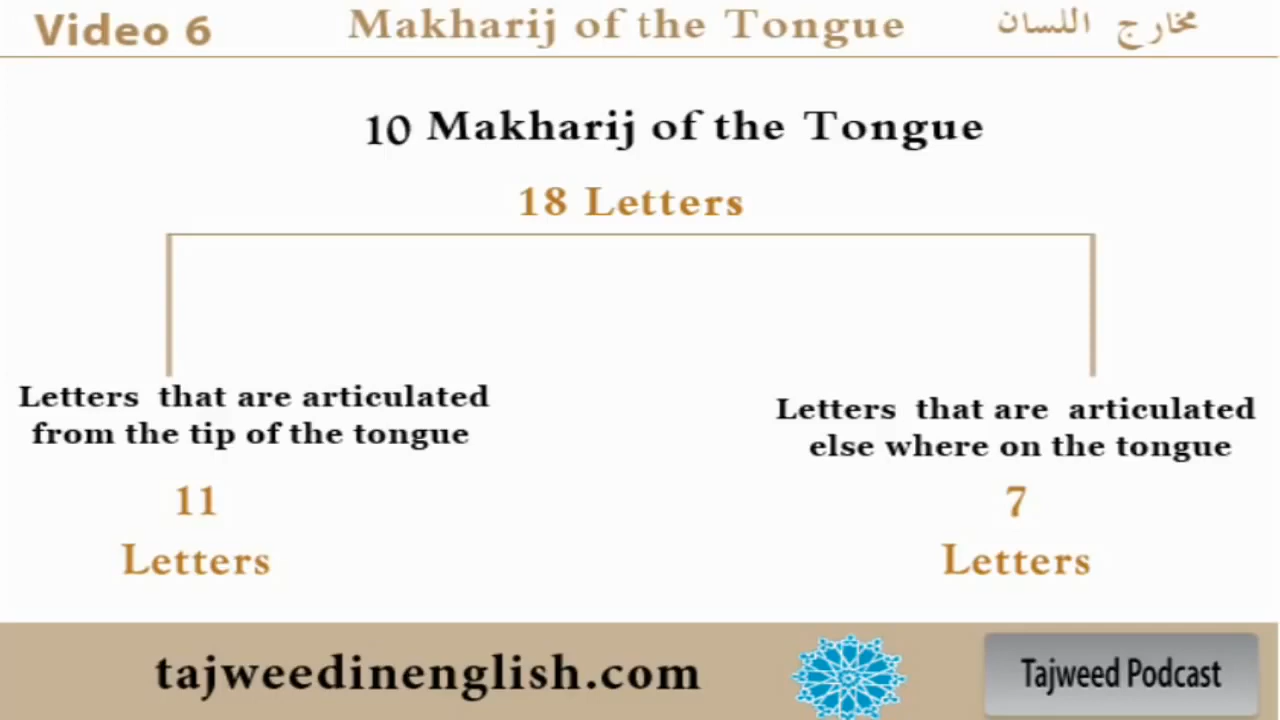 Video 6
Makharij of the Tongue
مخارج اللسان
10 Makharij of the Tongue
18 Letters
Letters that are articulated
from the tip of the tongue
11
Letters
Letters that are articulated
else where on the tongue
7
Letters
tajweedinenglish.com
Tajweed Podcast